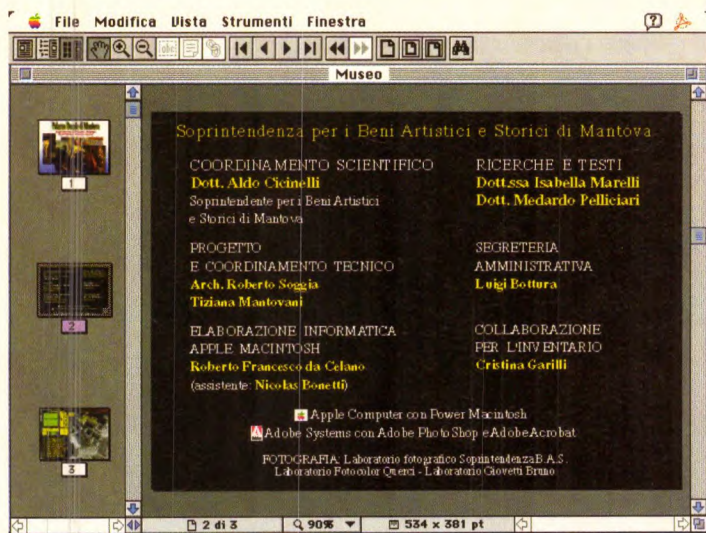 File Modifica Vista Strumenti Finestra
abc
Museo
1
2
3
Soprintendenza per i Beni Artistici e Storici di Mantova
COORDINAMENTO SCIENTIFICO
Dott. Aldo Cicinelli
Soprintendente per i Beni Artistici
e Storici di Mantova
RICERCHE E TESTI
Dott.ssa Isabella Marelli
Dott. Medardo Pelliciari
PROGETTO
E COORDINAMENTO TECNICO
Arch. Roberto Soggia
Tiziana Mantovani
SEGRETERIA
AMMINISTRATIVA
Luigi Bottura
ELABORAZIONE INFORMATICA
APPLE MACINTOSH
Roberto Francesco da Celano
(assistente: Nicolas Bonetti)
COLLABORAZIONE
PER L'INVENTARIO
Cristina Garilli
Apple Computer con Power Macintosh
Adobe Systems con Adobe PhotoShop e AdobeAcrobat
FOTOGRAFIA: Laboratorio fotografico Soprintendenza B.A.S.
Laboratorio Fotocolor Querci - Laboratorio Giovetti Bruno
2 di 3 90% 534 x 381 pt